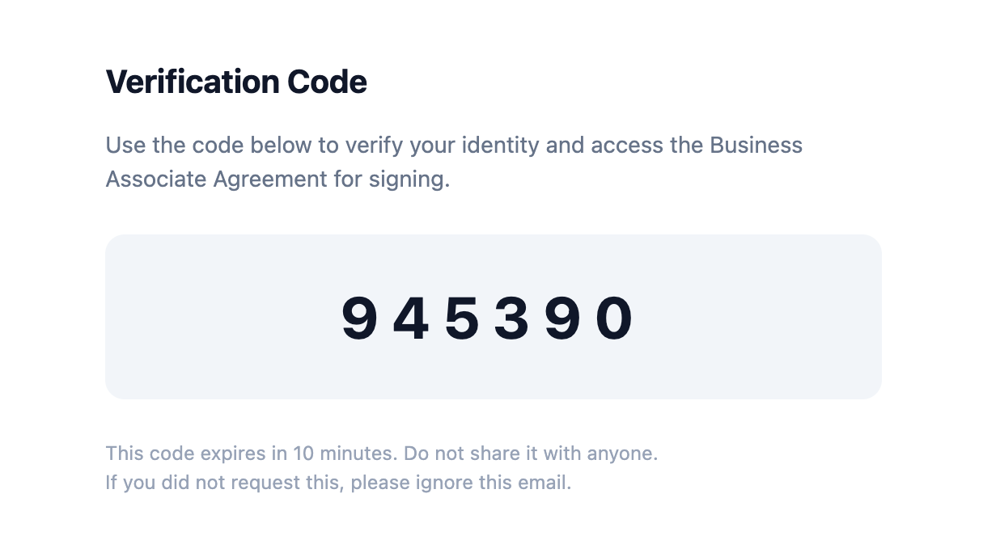 Verification Code
Use the code below to verify your identity and access the Business
Associate Agreement for signing.
945390
This code expires in 10 minutes. Do not share it with anyone.
If you did not request this, please ignore this email.